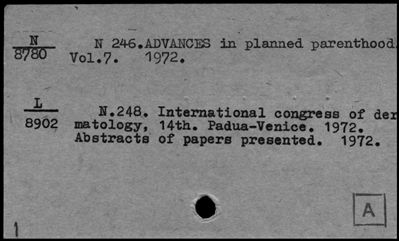 N N 246.ADVANCES in planned parenthood.
8780 Vol.7. 1972.
L N.248. International congress of der
8902 matology, 14th. Padua-Venice. 1972.
Abstracts of papers presented. 1972.
A
1